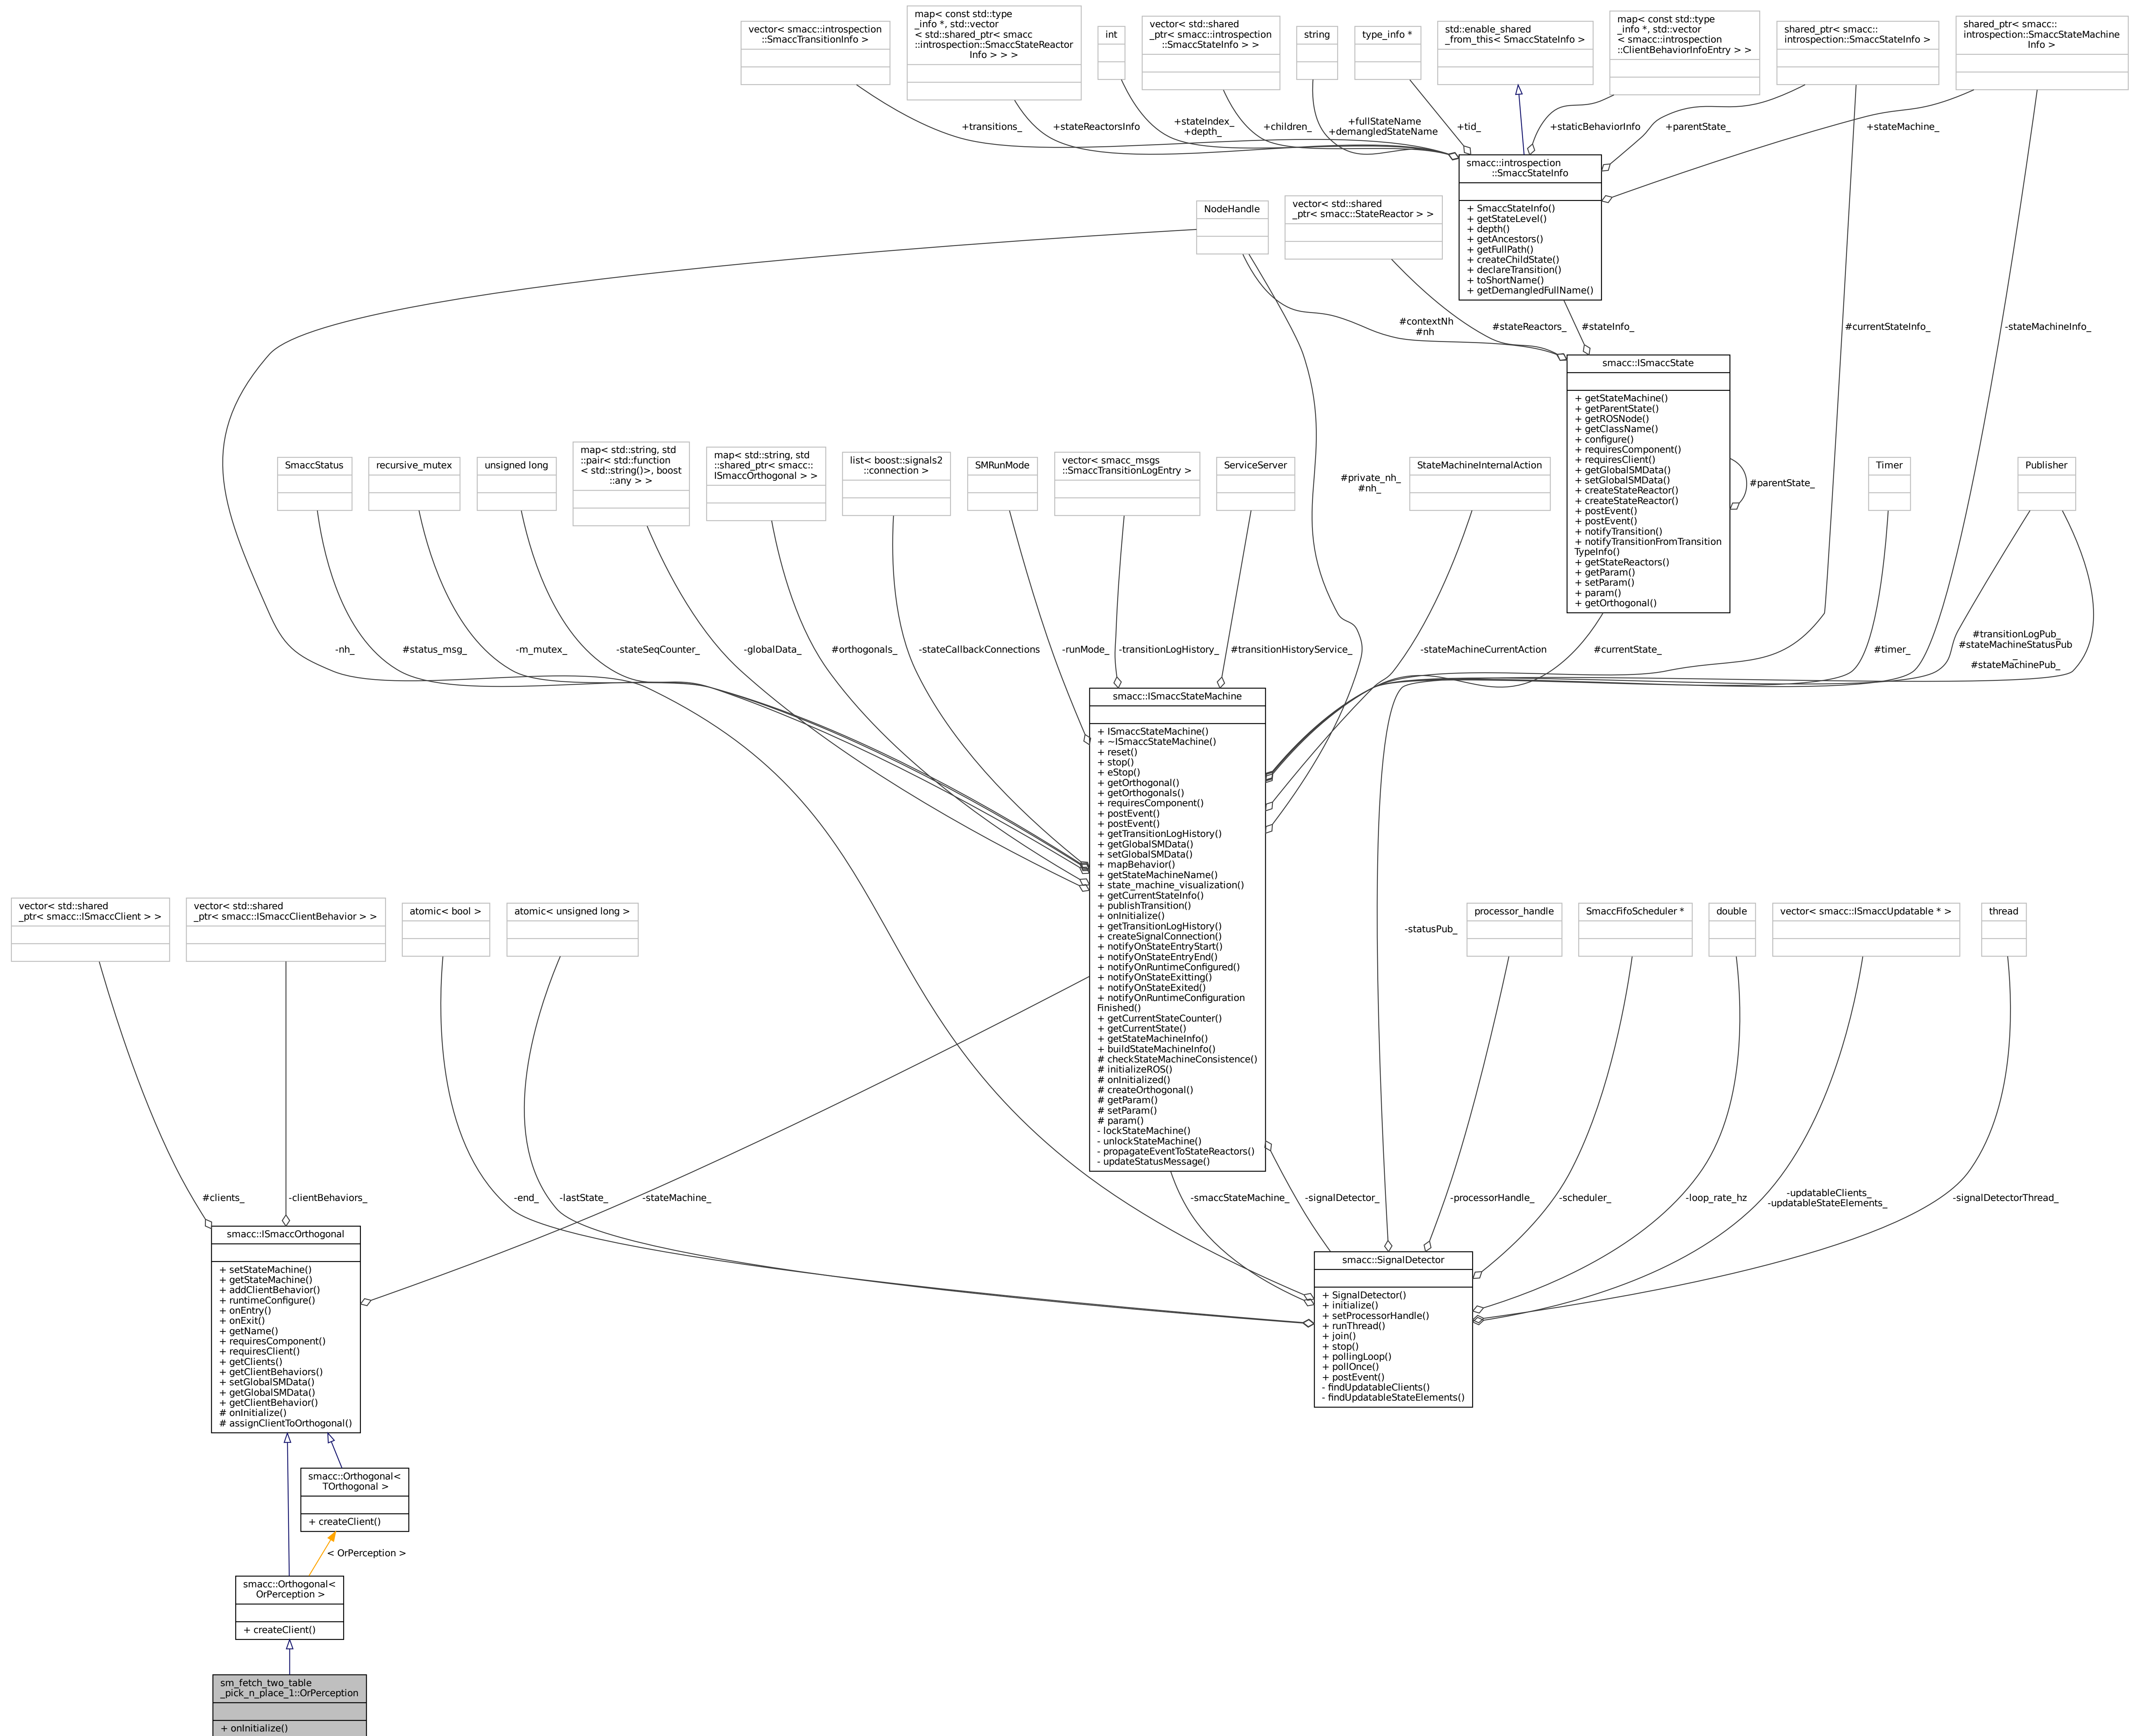 vector< smacc::introspection
::SmaccTransitionInfo >
map< const std::type
_info *, std::vector
< std::shared_ptr< smacc
::introspection::SmaccStateReactor
Info > > >
int
vector< std::shared
_ptr< smacc::introspection
::SmaccStateInfo > >
string
type_info *
std::enable_shared
_from_this< SmaccStateInfo >
map< const std::type
_info *, std::vector
< smacc::introspection
::ClientBehaviorInfoEntry > >
shared_ptr< smacc::
introspection::SmaccStateInfo >
shared_ptr< smacc::
introspection::SmaccStateMachine
Info >
+transitions_
+stateReactorsInfo
+stateIndex_
+depth_
+children_
+fullStateName
+demangledStateName
+tid_
+staticBehaviorInfo
+parentState_
+stateMachine_
smacc::introspection
::SmaccStateInfo
+ SmaccStateInfo()
+ getStateLevel()
+ depth()
+ getAncestors()
+ getFullPath()
+ createChildState()
+ declareTransition()
+ toShortName()
+ getDemangledFullName()
NodeHandle
vector< std::shared
_ptr< smacc::StateReactor > >
#contextNh
#nh
#stateReactors_
#stateInfo_
#currentStateInfo_
-stateMachineInfo_
smacc::ISmaccState
+ getStateMachine()
+ getParentState()
+ getROSNode()
+ getClassName()
+ configure()
+ requiresComponent()
+ requiresClient()
+ getGlobalSMData()
+ setGlobalSMData()
+ createStateReactor()
+ createStateReactor()
+ postEvent()
+ postEvent()
+ notifyTransition()
+ notifyTransitionFromTransition
TypeInfo()
+ getStateReactors()
+ getParam()
+ setParam()
+ param()
+ getOrthogonal()
#parentState_
SmaccStatus
recursive_mutex
unsigned long
map< std::string, std
::pair< std::function
< std::string()>, boost
::any > >
map< std::string, std
::shared_ptr< smacc::
ISmaccOrthogonal > >
list< boost::signals2
::connection >
SMRunMode
vector< smacc_msgs
::SmaccTransitionLogEntry >
ServiceServer
#private_nh_
#nh_
StateMachineInternalAction
Timer
Publisher
-nh_
#status_msg_
-m_mutex_
-stateSeqCounter_
-globalData_
#orthogonals_
-stateCallbackConnections
-runMode_
-transitionLogHistory_
#transitionHistoryService_
-stateMachineCurrentAction
#currentState_
#timer_
#transitionLogPub_
#stateMachineStatusPub
_
#stateMachinePub_
smacc::ISmaccStateMachine
+ ISmaccStateMachine()
+ ~ISmaccStateMachine()
+ reset()
+ stop()
+ eStop()
+ getOrthogonal()
+ getOrthogonals()
+ requiresComponent()
+ postEvent()
+ postEvent()
+ getTransitionLogHistory()
+ getGlobalSMData()
+ setGlobalSMData()
+ mapBehavior()
+ getStateMachineName()
+ state_machine_visualization()
+ getCurrentStateInfo()
+ publishTransition()
+ onInitialize()
+ getTransitionLogHistory()
+ createSignalConnection()
+ notifyOnStateEntryStart()
+ notifyOnStateEntryEnd()
+ notifyOnRuntimeConfigured()
+ notifyOnStateExitting()
+ notifyOnStateExited()
+ notifyOnRuntimeConfiguration
Finished()
+ getCurrentStateCounter()
+ getCurrentState()
+ getStateMachineInfo()
+ buildStateMachineInfo()
# checkStateMachineConsistence()
# initializeROS()
# onInitialized()
# createOrthogonal()
# getParam()
# setParam()
# param()
- lockStateMachine()
- unlockStateMachine()
- propagateEventToStateReactors()
- updateStatusMessage()
vector< std::shared
_ptr< smacc::ISmaccClient > >
vector< std::shared
_ptr< smacc::ISmaccClientBehavior > >
atomic< bool >
atomic< unsigned long >
-statusPub_
processor_handle
SmaccFifoScheduler *
double
vector< smacc::ISmaccUpdatable * >
thread
#clients_
-clientBehaviors_
-end_
-lastState_
-stateMachine_
-smaccStateMachine_
-signalDetector_
-processorHandle_
-scheduler_
-loop_rate_hz
-updatableClients_
-updatableStateElements_
-signalDetectorThread_
smacc::ISmaccOrthogonal
+ setStateMachine()
+ getStateMachine()
+ addClientBehavior()
+ runtimeConfigure()
+ onEntry()
+ onExit()
+ getName()
+ requiresComponent()
+ requiresClient()
+ getClients()
+ getClientBehaviors()
+ setGlobalSMData()
+ getGlobalSMData()
+ getClientBehavior()
# onInitialize()
# assignClientToOrthogonal()
smacc::SignalDetector
+ SignalDetector()
+ initialize()
+ setProcessorHandle()
+ runThread()
+ join()
+ stop()
+ pollingLoop()
+ pollOnce()
+ postEvent()
- findUpdatableClients()
- findUpdatableStateElements()
smacc::Orthogonal<
TOrthogonal >
+ createClient()
< OrPerception >
smacc::Orthogonal<
OrPerception >
+ createClient()
sm_fetch_two_table
_pick_n_place_1::OrPerception
+ onInitialize()